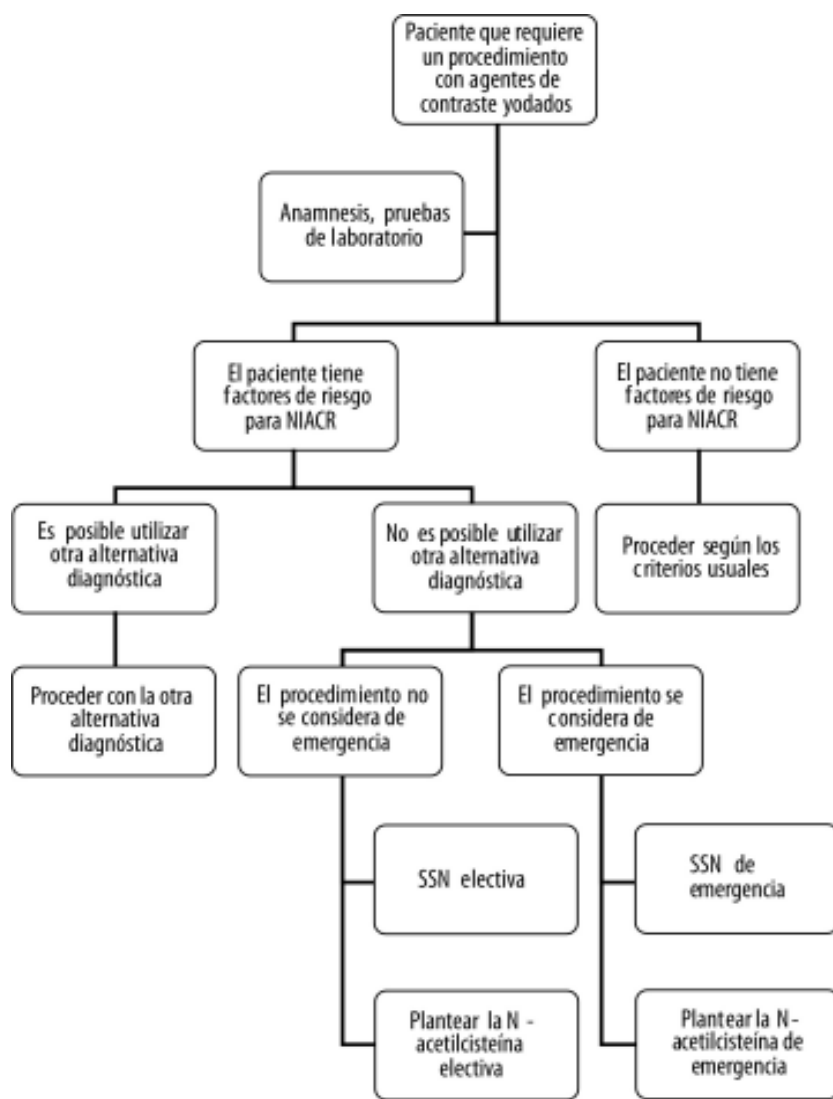 Paciente que requiere
un procedimiento
con agentes de
contraste yodados
Anamnesis, pruebas
de laboratorio
El paciente tiene
factores de riesgo
para NIACR
El paciente no tiene
factores de riesgo
para NIACR
Es posible utilizar
otra alternativa
diagnóstica
No es posible utilizar
otra alternativa
diagnóstica
Proceder según los
criterios usuales
Proceder con la otra
alternativa
diagnóstica
El procedimiento no
se considera de
emergencia
El procedimiento se
considera de
emergencia
SSN electiva
SSN de
emergencia
Plantear la N -
acetilcisteína
electiva
Plantear la N-
acetilcisteína de
emergencia